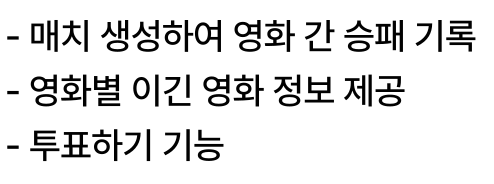 - 매치 생성하여 영화 간 승패 기록
- 영화별 이긴 영화 정보 제공
- 투표하기 기능